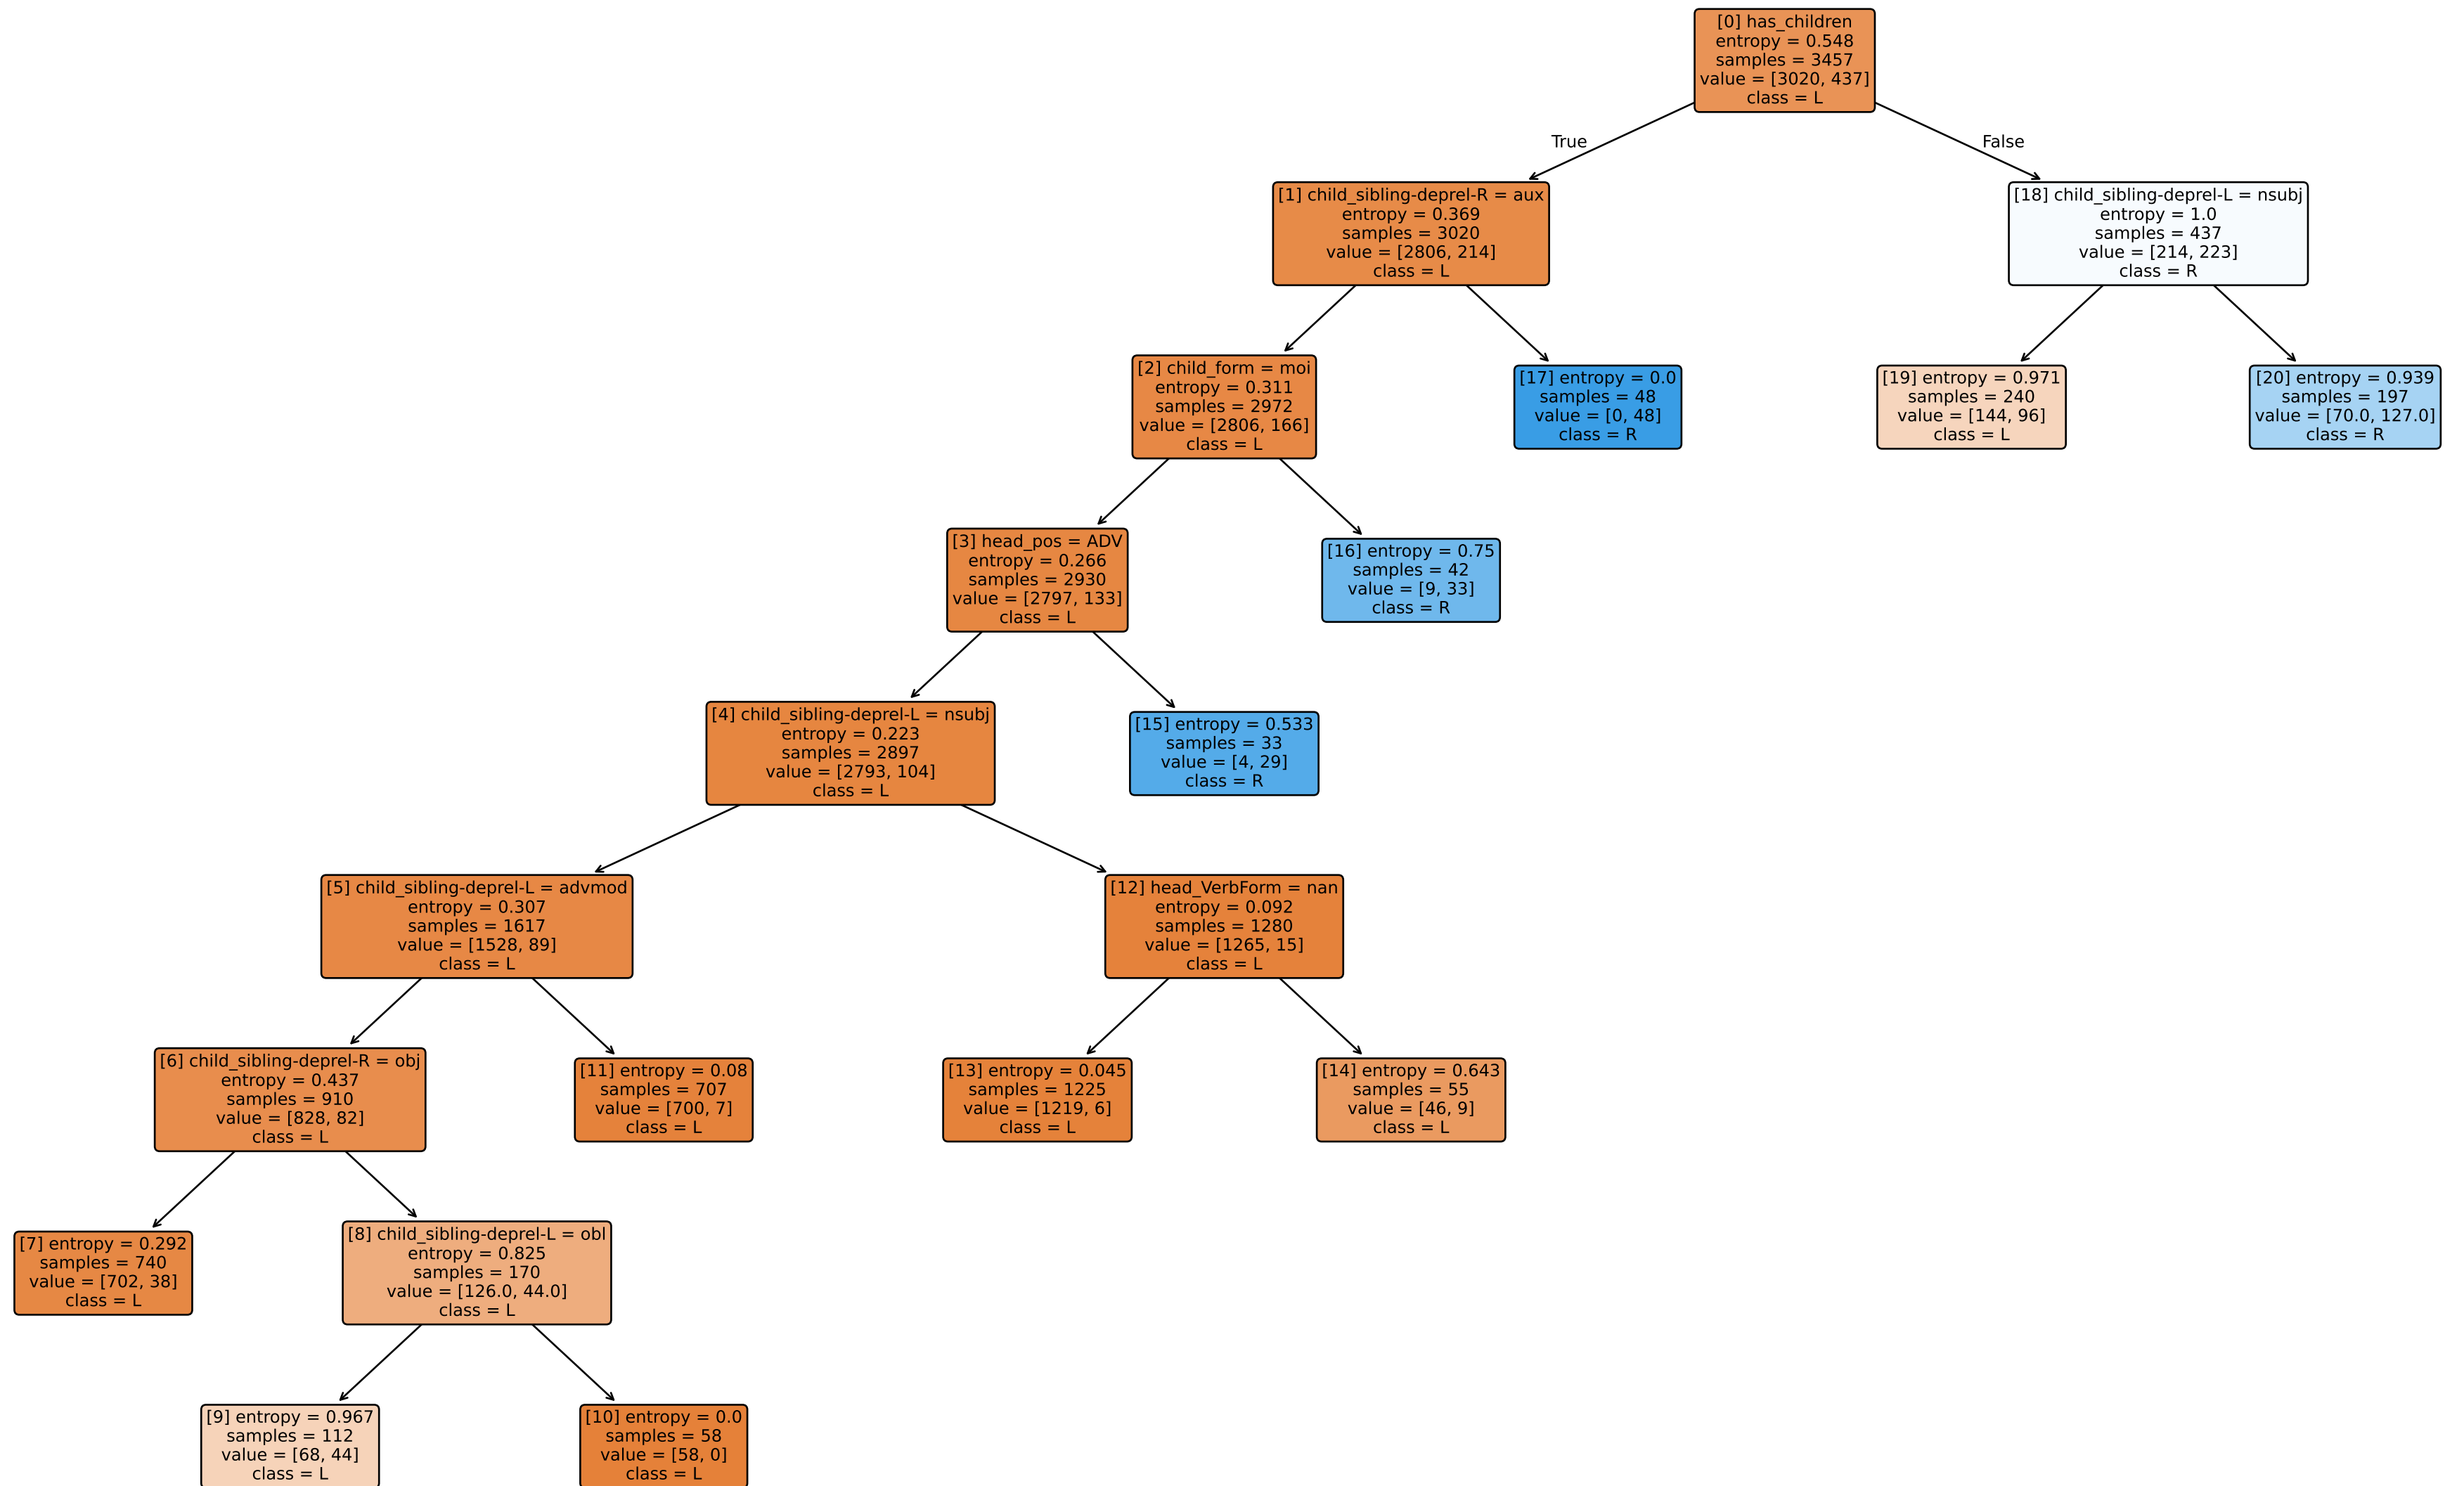 [0] has_children
entropy = 0.548
samples = 3457
value = [3020, 437]
class = L
True
False
[1] child_sibling-deprel-R = aux
entropy = 0.369
samples = 3020
value = [2806, 214]
class = L
[18] child_sibling-deprel-L = nsubj
entropy = 1.0
samples = 437
value = [214, 223]
class = R
[2] child_form = moi
entropy = 0.311
samples = 2972
value = [2806, 166]
class = L
[17] entropy = 0.0
samples = 48
value = [0, 48]
class = R
[19] entropy = 0.971
samples = 240
value = [144, 96]
class = L
[20] entropy = 0.939
samples = 197
value = [70.0, 127.0]
class = R
[3] head_pos = ADV
entropy = 0.266
samples = 2930
value = [2797, 133]
class = L
[16] entropy = 0.75
samples = 42
value = [9, 33]
class = R
[4] child_sibling-deprel-L = nsubj
entropy = 0.223
samples = 2897
value = [2793, 104]
class = L
[15] entropy = 0.533
samples = 33
value = [4, 29]
class = R
[5] child_sibling-deprel-L = advmod
entropy = 0.307
samples = 1617
value = [1528, 89]
class = L
[12] head_VerbForm = nan
entropy = 0.092
samples = 1280
value = [1265, 15]
class = L
[6] child_sibling-deprel-R = obj
entropy = 0.437
samples = 910
value = [828, 82]
class = L
[11] entropy = 0.08
samples = 707
value = [700, 7]
class = L
[13] entropy = 0.045
samples = 1225
value = [1219, 6]
class = L
[14] entropy = 0.643
samples = 55
value = [46, 9]
class = L
[7] entropy = 0.292
samples = 740
value = [702, 38]
class = L
[8] child_sibling-deprel-L = obl
entropy = 0.825
samples = 170
value = [126.0, 44.0]
class = L
[9] entropy = 0.967
samples = 112
value = [68, 44]
class = L
[10] entropy = 0.0
samples = 58
value = [58, 0]
class = L